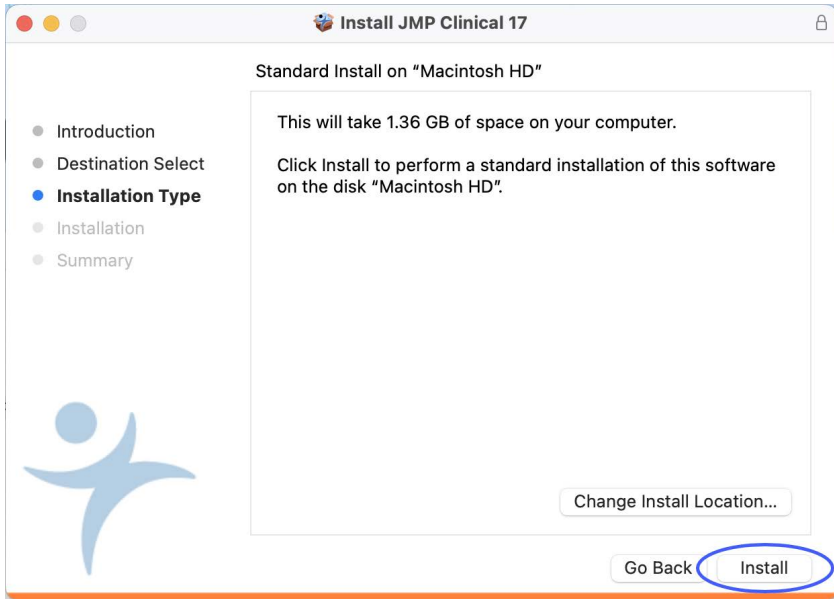 Install JMP Clinical 17
Standard Install on “Macintosh HD”
Introduction
Destination Select
Installation Type
Installation
Summary
This will take 1.36 GB of space on your computer.
Click Install to perform a standard installation of this software
on the disk “Macintosh HD”.
Change Install Location...
Go Back
Install